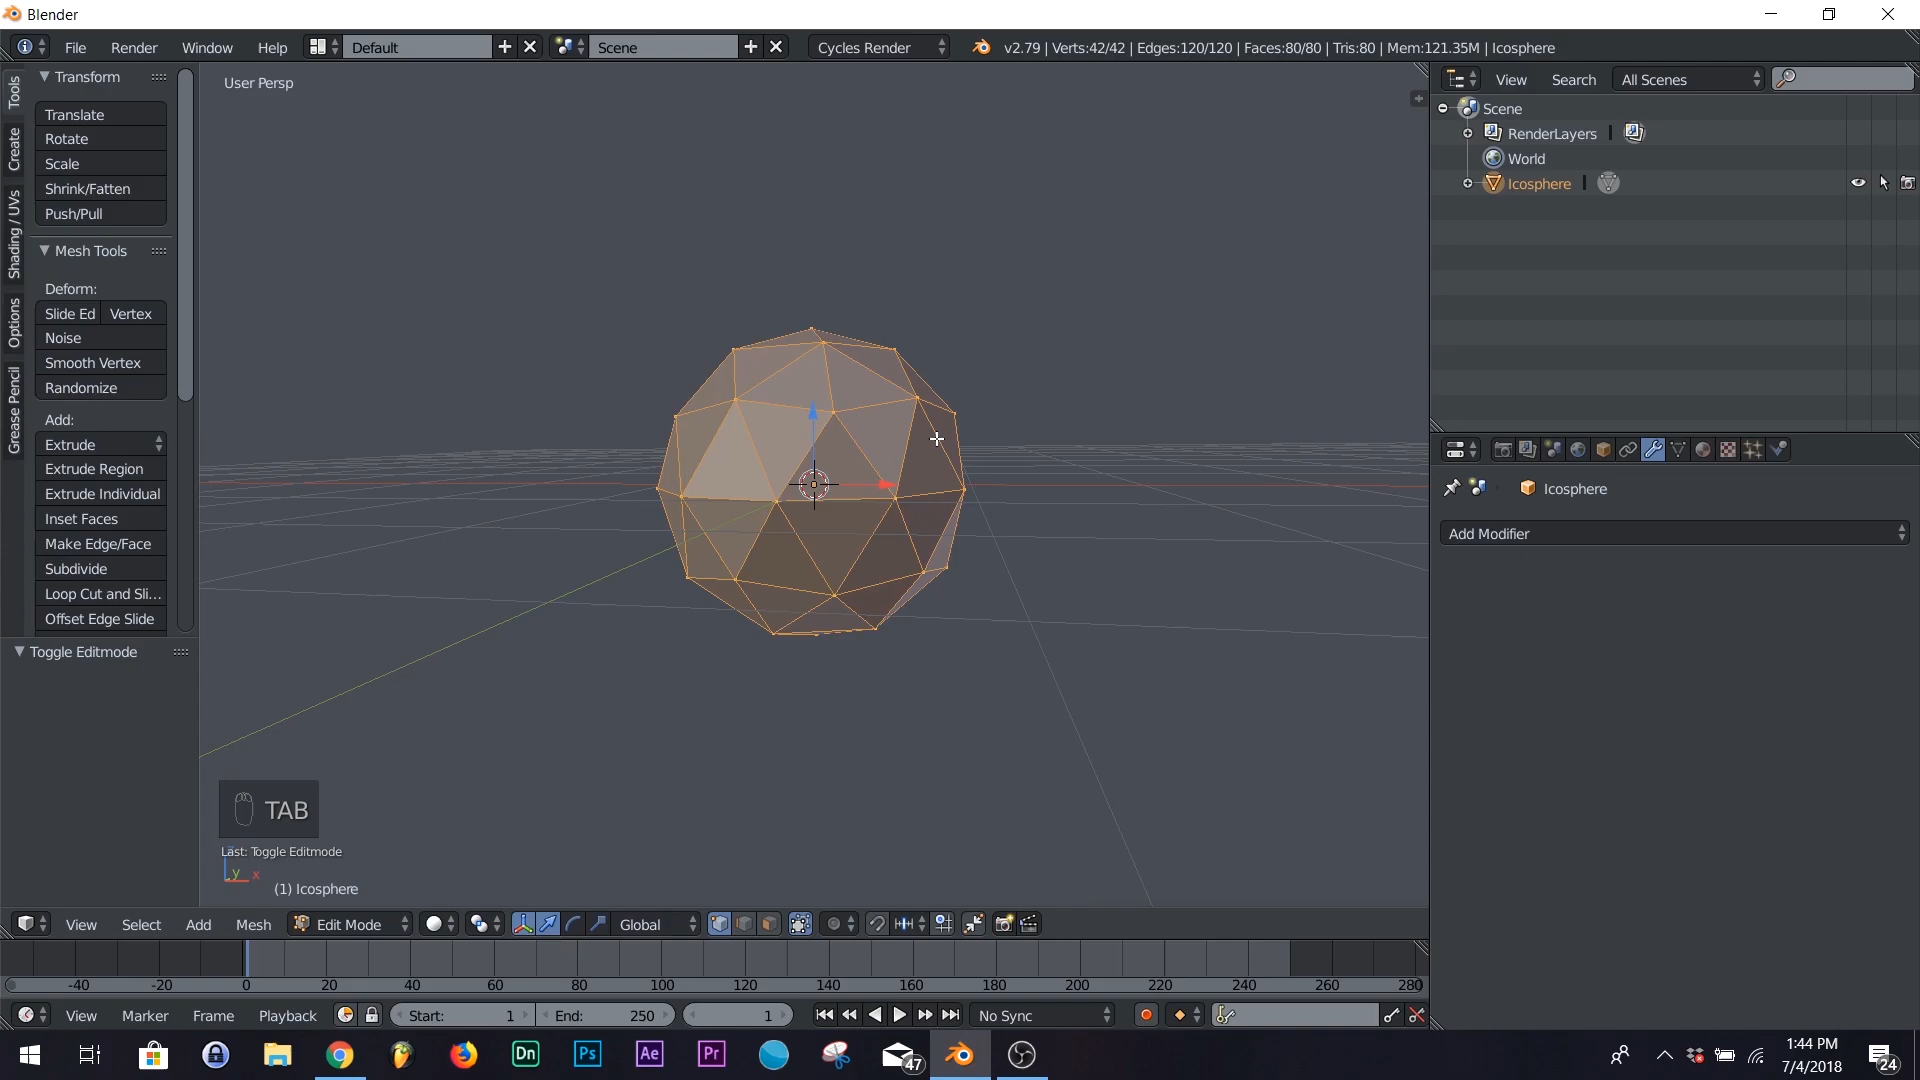 Blender
File Render Window Help Default Scene Cycles Render v2.79 | Verts:42/42 | Edges:120/120 | Faces:80/80 | Tris:80 | Mem:121.35M | Icosphere
Tools
Create
Shading / UVs
Options
Grease Pencil
Transform
Translate
Rotate
Scale
Shrink/Fatten
Push/Pull
Mesh Tools
Deform:
Slide Ed Vertex
Noise
Smooth Vertex
Randomize
Add:
Extrude
Extrude Region
Extrude Individual
Inset Faces
Make Edge/Face
Subdivide
Loop Cut and Sli...
Offset Edge Slide
Toggle Editmode
User Persp
TAB
Last: Toggle Editmode
y x
(1) Icosphere
View Search All Scenes
Scene
RenderLayers |
World
Icosphere |
Icosphere
Add Modifier
View Select Add Mesh Edit Mode Global
-40 -20 0 20 40 60 80 100 120 140 160 180 200 220 240 260 280
View Marker Frame Playback Start: 1 End: 250 1 No Sync
Dn Ps Ae Pr 47
1:44 PM
7/4/2018
24